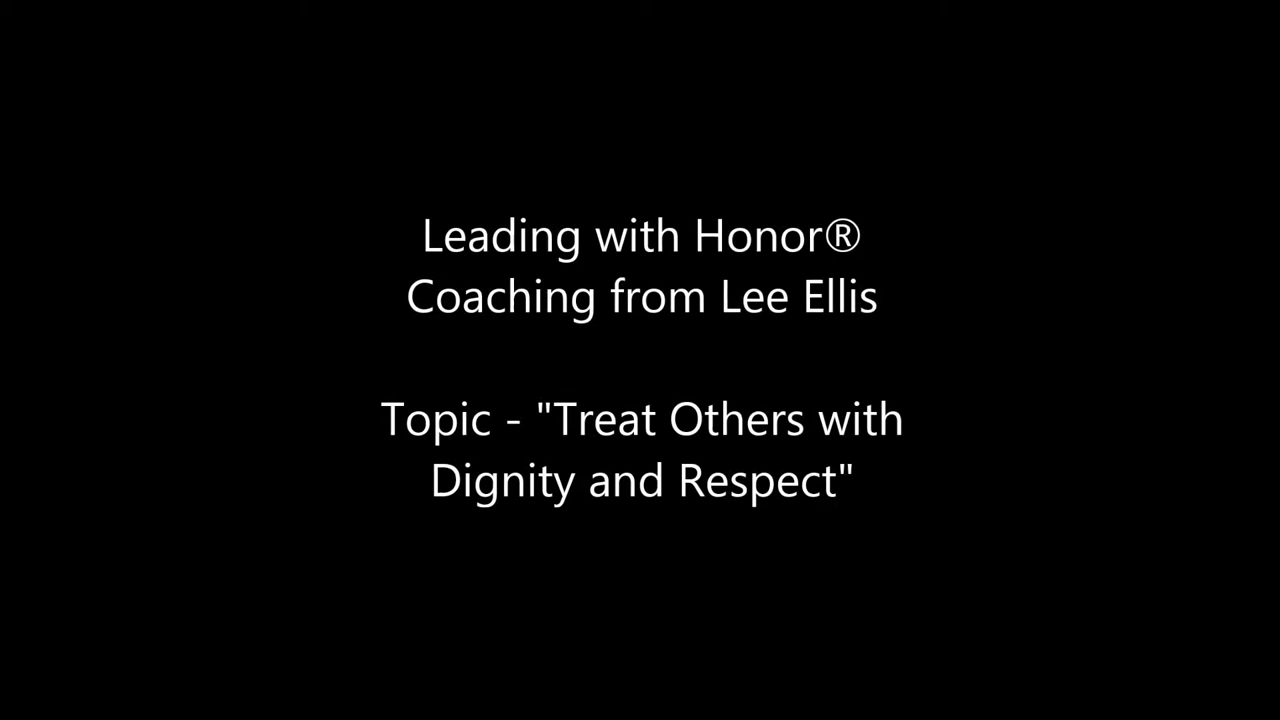 Leading with Honor®
Coaching from Lee Ellis
Topic - "Treat Others with
Dignity and Respect"